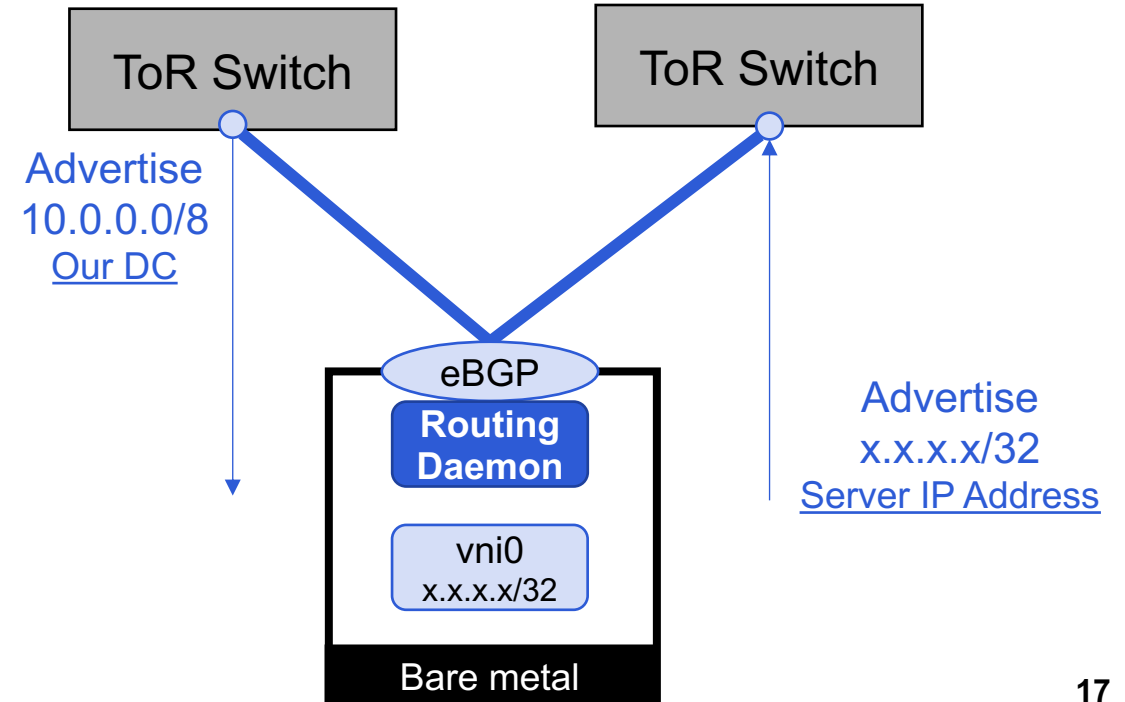 ToR Switch
ToR Switch
Advertise
10.0.0.0/8
Our DC
eBGP
Routing
Daemon
Advertise
x.x.x.x/32
Server IP Address
vni0
x.x.x.x/32
Bare metal
17